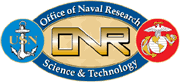 Office of Naval Research
U N
ONR
Science & Technology